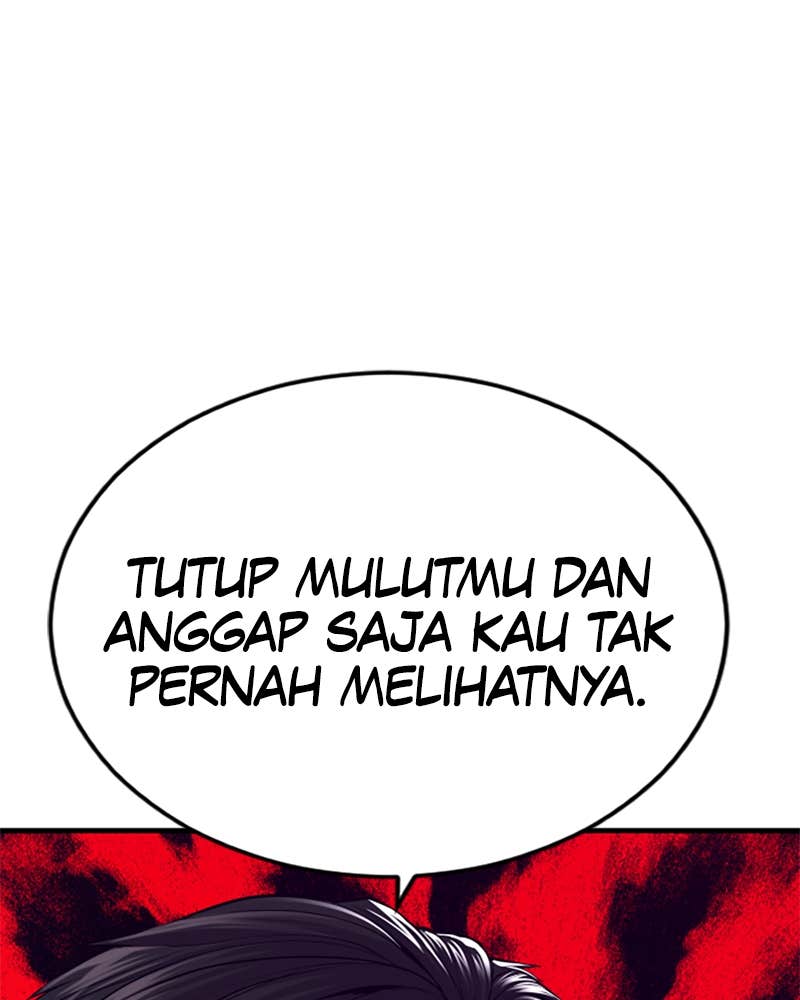 TUTUP MULUTMU DAN
ANGGAP SAJA KAU TAK
PERNAH MELIHATNYA.